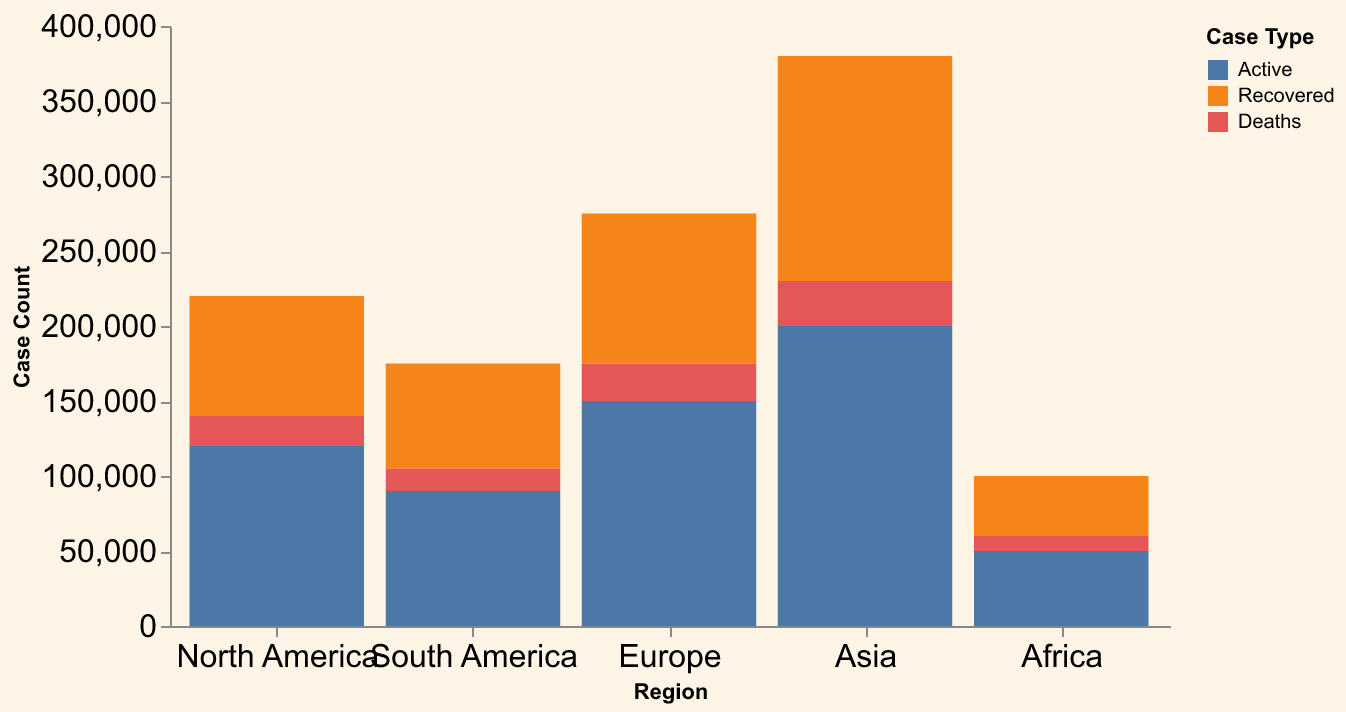 400,000
350,000
300,000
250,000
200,000
150,000
100,000
50,000
0
Case Count
North America
South America
Europe
Asia
Africa
Region
Case Type
Active
Recovered
Deaths